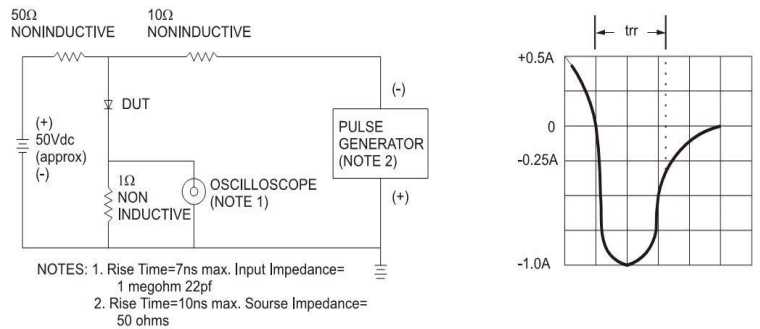 50Ω
NONINDUCTIVE
10Ω
NONINDUCTIVE
DUT
(+)
50Vdc
(approx)
(-)
1Ω
NON
INDUCTIVE
OSCILLOSCOPE
(NOTE 1)
(-)
PULSE
GENERATOR
(NOTE 2)
(+)
NOTES: 1. Rise Time=7ns max. Input Impedance=
1 megohm 22pf
2. Rise Time=10ns max. Sourse Impedance=
50 ohms
trr
+0.5A
0
-0.25A
-1.0A